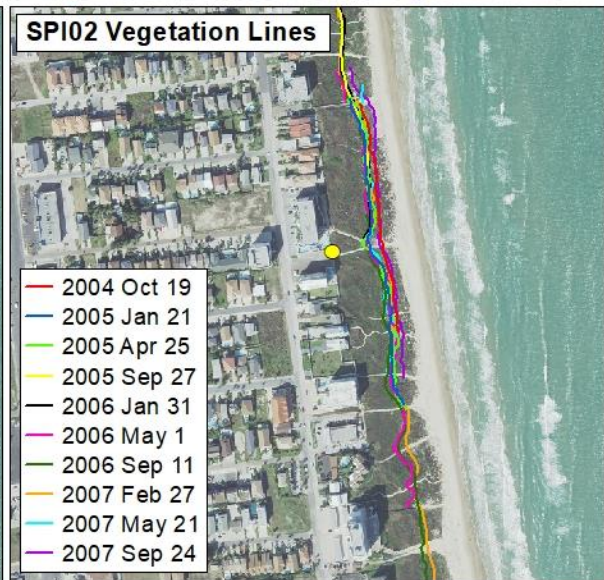 SPI02 Vegetation Lines
2004 Oct 19
2005 Jan 21
2005 Apr 25
2005 Sep 27
2006 Jan 31
2006 May 1
2006 Sep 11
2007 Feb 27
2007 May 21
2007 Sep 24